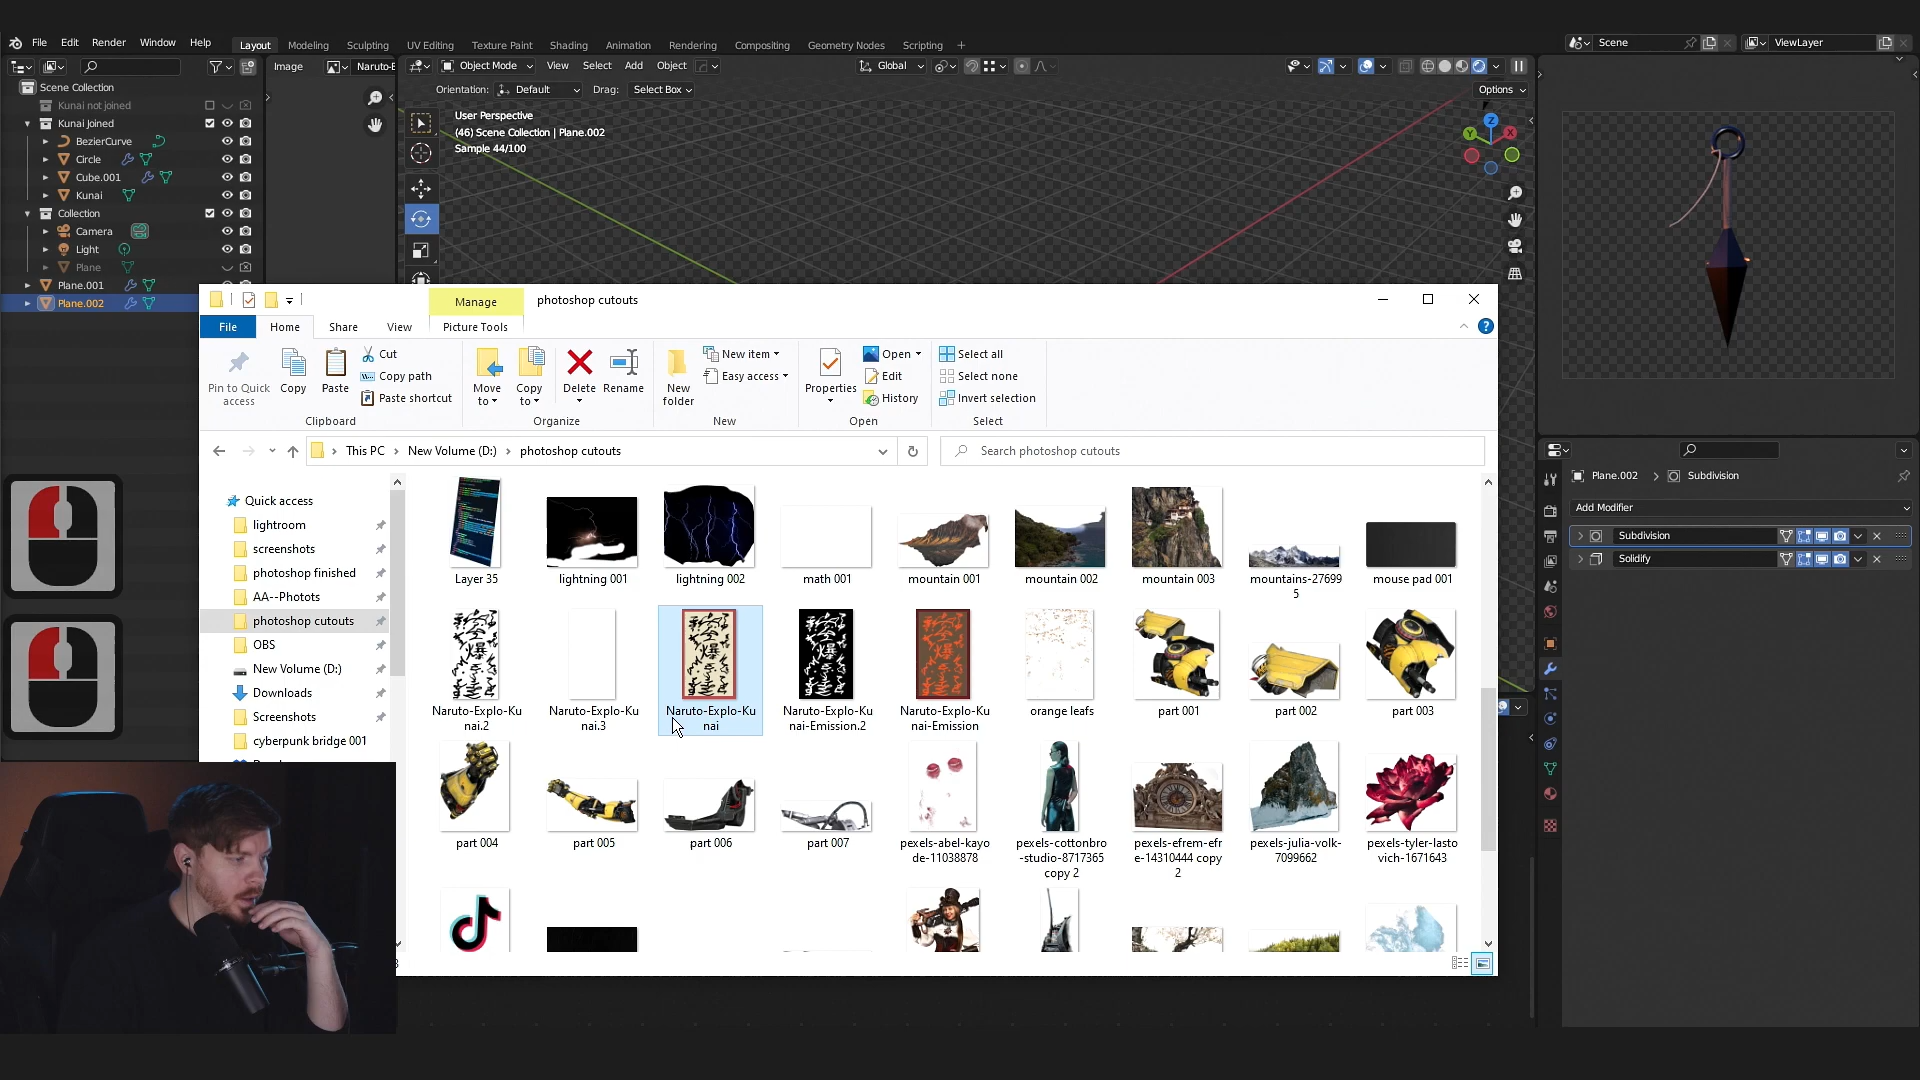 File Edit Render Window Help
Layout Modeling Sculpting UV Editing Texture Paint Shading Animation Rendering Compositing Geometry Nodes Scripting +
Scene
ViewLayer
Image
Naruto-E
Object Mode View Select Add Object
Global
Orientation: Default Drag: Select Box
Options
Scene Collection
Kunai not joined
Kunai Joined
BezierCurve
Circle
Cube.001
Kunai
Collection
Camera
Light
Plane
Plane.001
Plane.002
User Perspective
(46) Scene Collection | Plane.002
Sample 44/100
Z
Y
X
Manage
photoshop cutouts
File Home Share View Picture Tools
Pin to Quick access
Copy
Paste
Cut
Copy path
Paste shortcut
Clipboard
Move to
Copy to
Delete
Rename
Organize
New folder
New item
Easy access
New
Properties
Open
Edit
History
Open
Select all
Select none
Invert selection
Select
This PC > New Volume (D:) > photoshop cutouts
Search photoshop cutouts
Quick access
lightroom
screenshots
photoshop finished
AA--Photots
photoshop cutouts
OBS
New Volume (D:)
Downloads
Screenshots
cyberpunk bridge 001
Layer 35
lightning 001
lightning 002
math 001
mountain 001
mountain 002
mountain 003
mountains-27699
5
mouse pad 001
Naruto-Explo-Ku
nai.2
Naruto-Explo-Ku
nai.3
Naruto-Explo-Ku
nai
Naruto-Explo-Ku
nai-Emission.2
Naruto-Explo-Ku
nai-Emission
orange leafs
part 001
part 002
part 003
part 004
part 005
part 006
part 007
pexels-abel-kayo
de-11038878
pexels-cottonbro
-studio-8717365
copy 2
pexels-efrem-efr
e-14310444 copy
2
pexels-julia-volk-
7099662
pexels-tyler-lasto
vich-1671643
Plane.002 > Subdivision
Add Modifier
Subdivision
Solidify